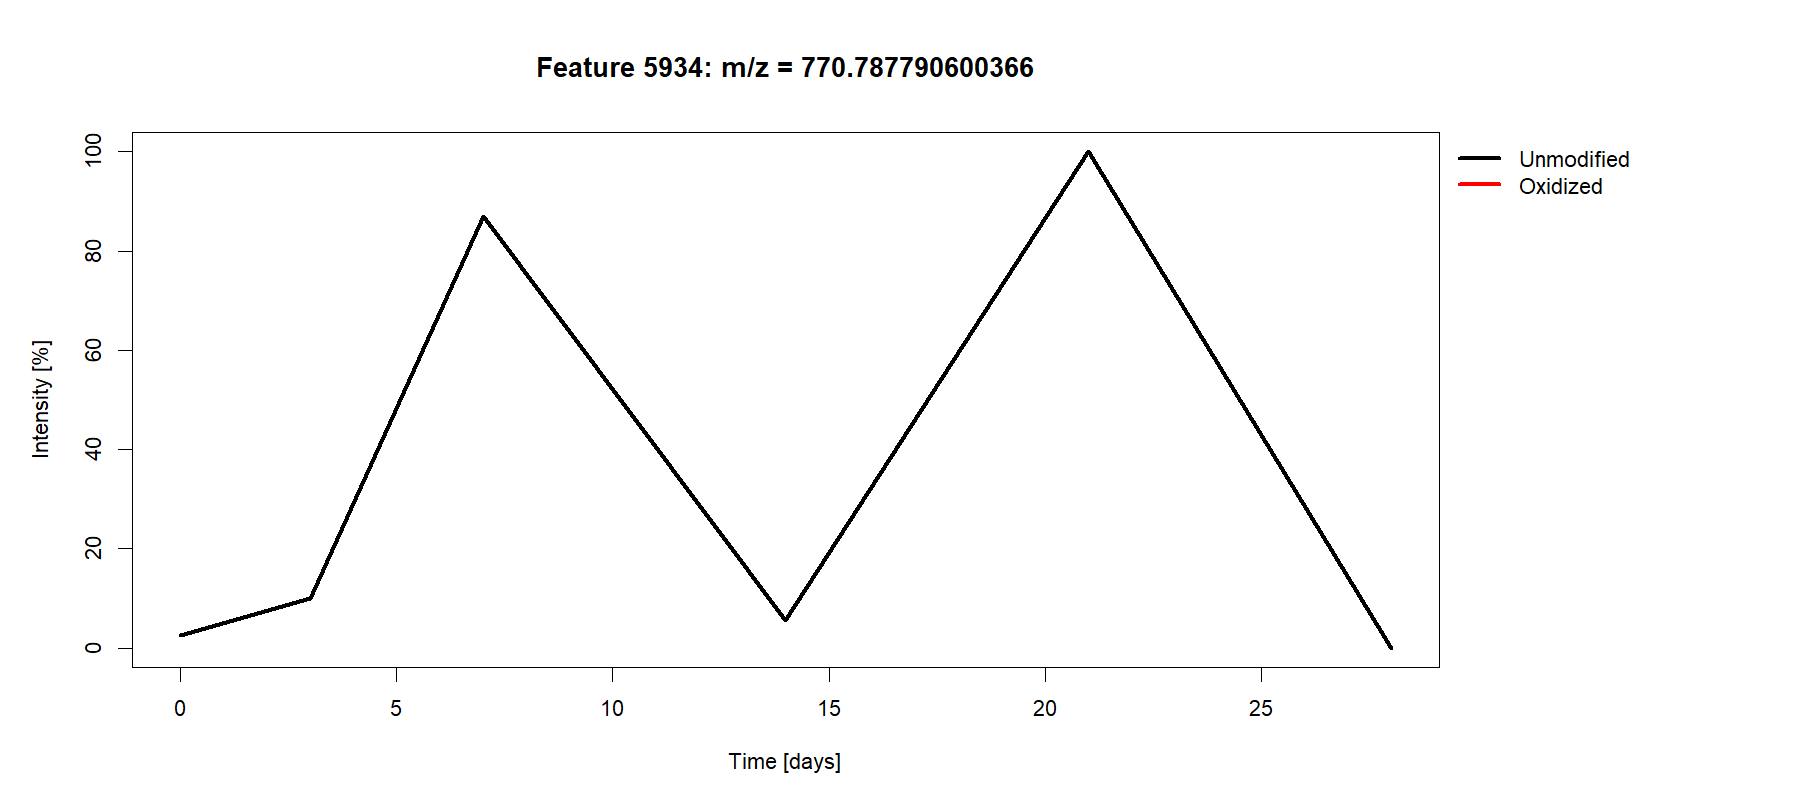 Feature 5934: m/z = 770.787790600366
Unmodified
Oxidized
Intensity [%]
100
80
60
40
20
0
0 5 10 15 20 25
Time [days]